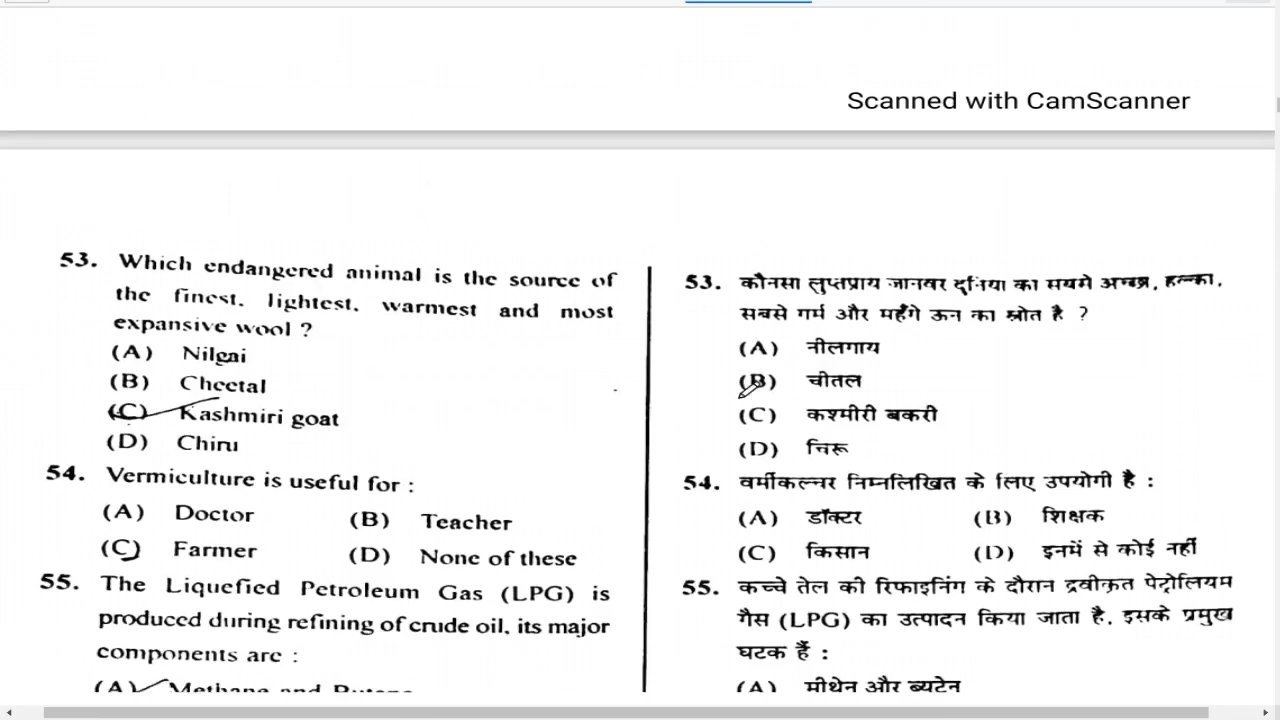 Scanned with CamScanner
53. Which endangered animal is the source of
the finest, lightest, warmest and most
expansive wool ?
(A) Nilgai
(B) Cheetal
(C) Kashmiri goat
(D) Chiru
54. Vermiculture is useful for :
(A) Doctor (B) Teacher
(C) Farmer (D) None of these
55. The Liquefied Petroleum Gas (LPG) is
produced during refining of crude oil, its major
components are :
(A) Methane and Butane
53. कौनसा लुप्तप्राय जानवर दुनिया का सबसे हल्का,
सबसे गर्म और महँगे ऊन का स्रोत है ?
(A) नीलगाय
(B) चीतल
(C) कश्मीरी बकरी
(D) चिरू
54. वर्मीकल्चर निम्नलिखित के लिए उपयोगी है :
(A) डॉक्टर (B) शिक्षक
(C) किसान (D) इनमें से कोई नहीं
55. कच्चे तेल की रिफाइनिंग के दौरान द्रवीकृत पेट्रोलियम
गैस (LPG) का उत्पादन किया जाता है, इसके प्रमुख
घटक हैं :
(A) मीथेन और ब्यूटेन